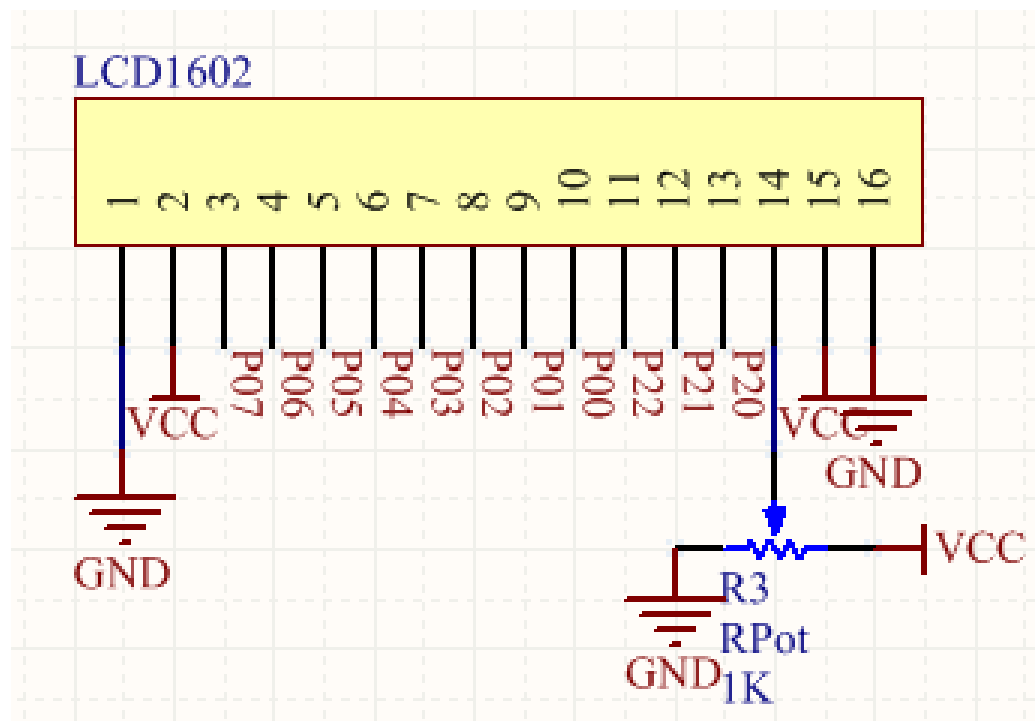 LCD1602
1 2 3 4 5 6 7 8 9 10 11 12 13 14 15 16
P07 P06 P05 P04 P03 P02 P01 P00 P22 P21 P20
VCC VCC
GND
VCC
GND
R3
RPot
GND 1K